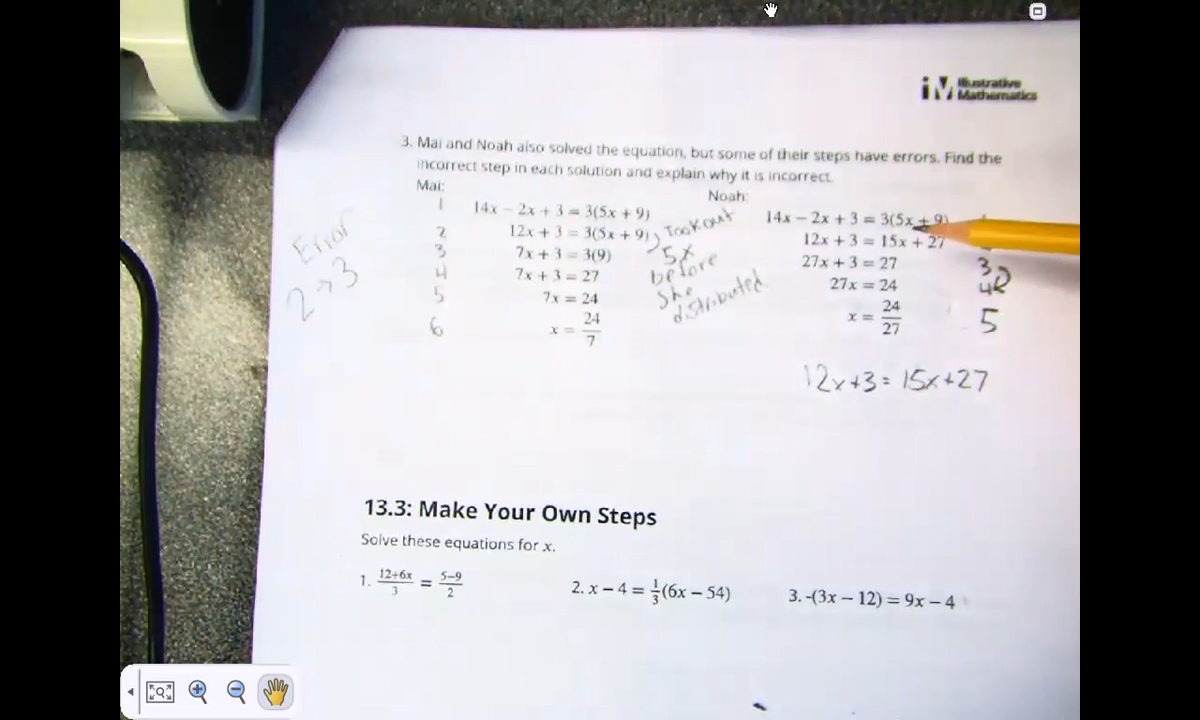 Illustrative
Mathematics
3. Mai and Noah also solved the equation, but some of their steps have errors. Find the
incorrect step in each solution and explain why it is incorrect.
Mai:
1 14x − 2x + 3 = 3(5x + 9)
2 12x + 3 = 3(5x + 9)
3 7x + 3 = 3(9)
4 7x + 3 = 27
5 7x = 24
6 x = 24/7
Error
2→3
Took out
5x
before
she
distributed.
Noah:
14x − 2x + 3 = 3(5x + 9)
12x + 3 = 15x + 27
27x + 3 = 27 3
27x = 24 4
x = 24/27 5
12x+3 = 15x+27
13.3: Make Your Own Steps
Solve these equations for x.
1. 12+6x/3 = 5−9/2
2. x − 4 = 1/3(6x − 54)
3. -(3x − 12) = 9x − 4